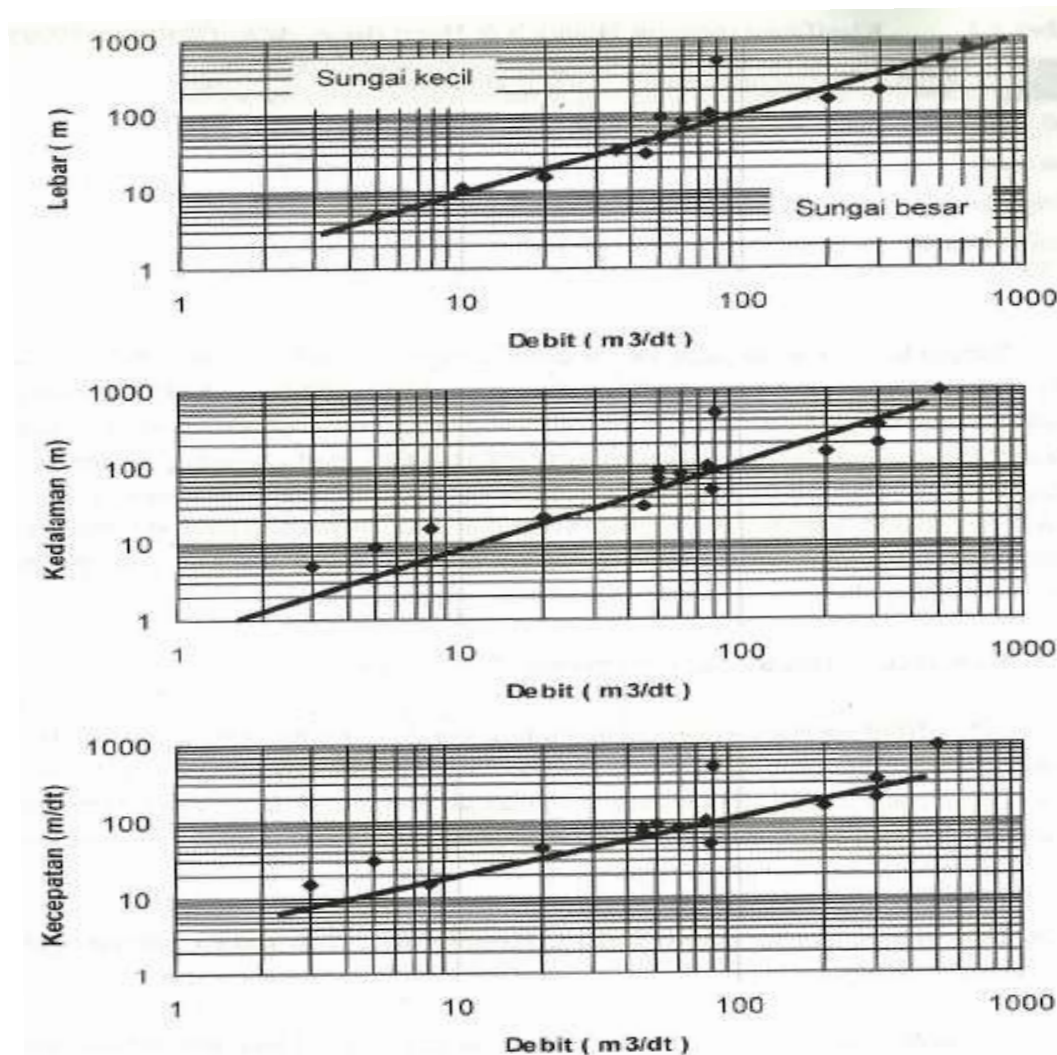 1000
Sungai kecil
100
Lebar ( m )
10
Sungai besar
1
1 10 100 1000
Debit ( m3/dt )
1000
100
Kedalaman (m)
10
1
1 10 100 1000
Debit ( m3/dt )
1000
100
Kecepatan (m/dt)
10
1
1 10 100 1000
Debit ( m3/dt )